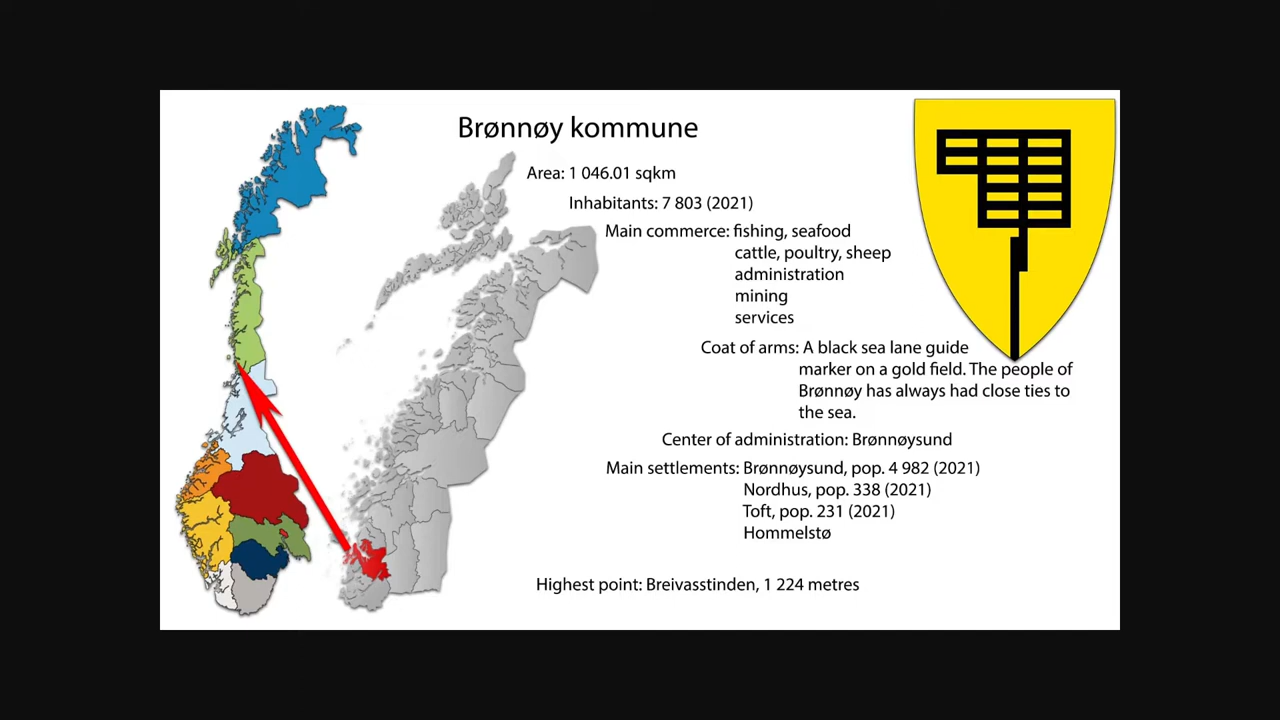 Brønnøy kommune
Area: 1 046.01 sqkm
Inhabitants: 7 803 (2021)
Main commerce: fishing, seafood
cattle, poultry, sheep
administration
mining
services
Coat of arms: A black sea lane guide
marker on a gold field. The people of
Brønnøy has always had close ties to
the sea.
Center of administration: Brønnøysund
Main settlements: Brønnøysund, pop. 4 982 (2021)
Nordhus, pop. 338 (2021)
Toft, pop. 231 (2021)
Hommelstø
Highest point: Breivasstinden, 1 224 metres